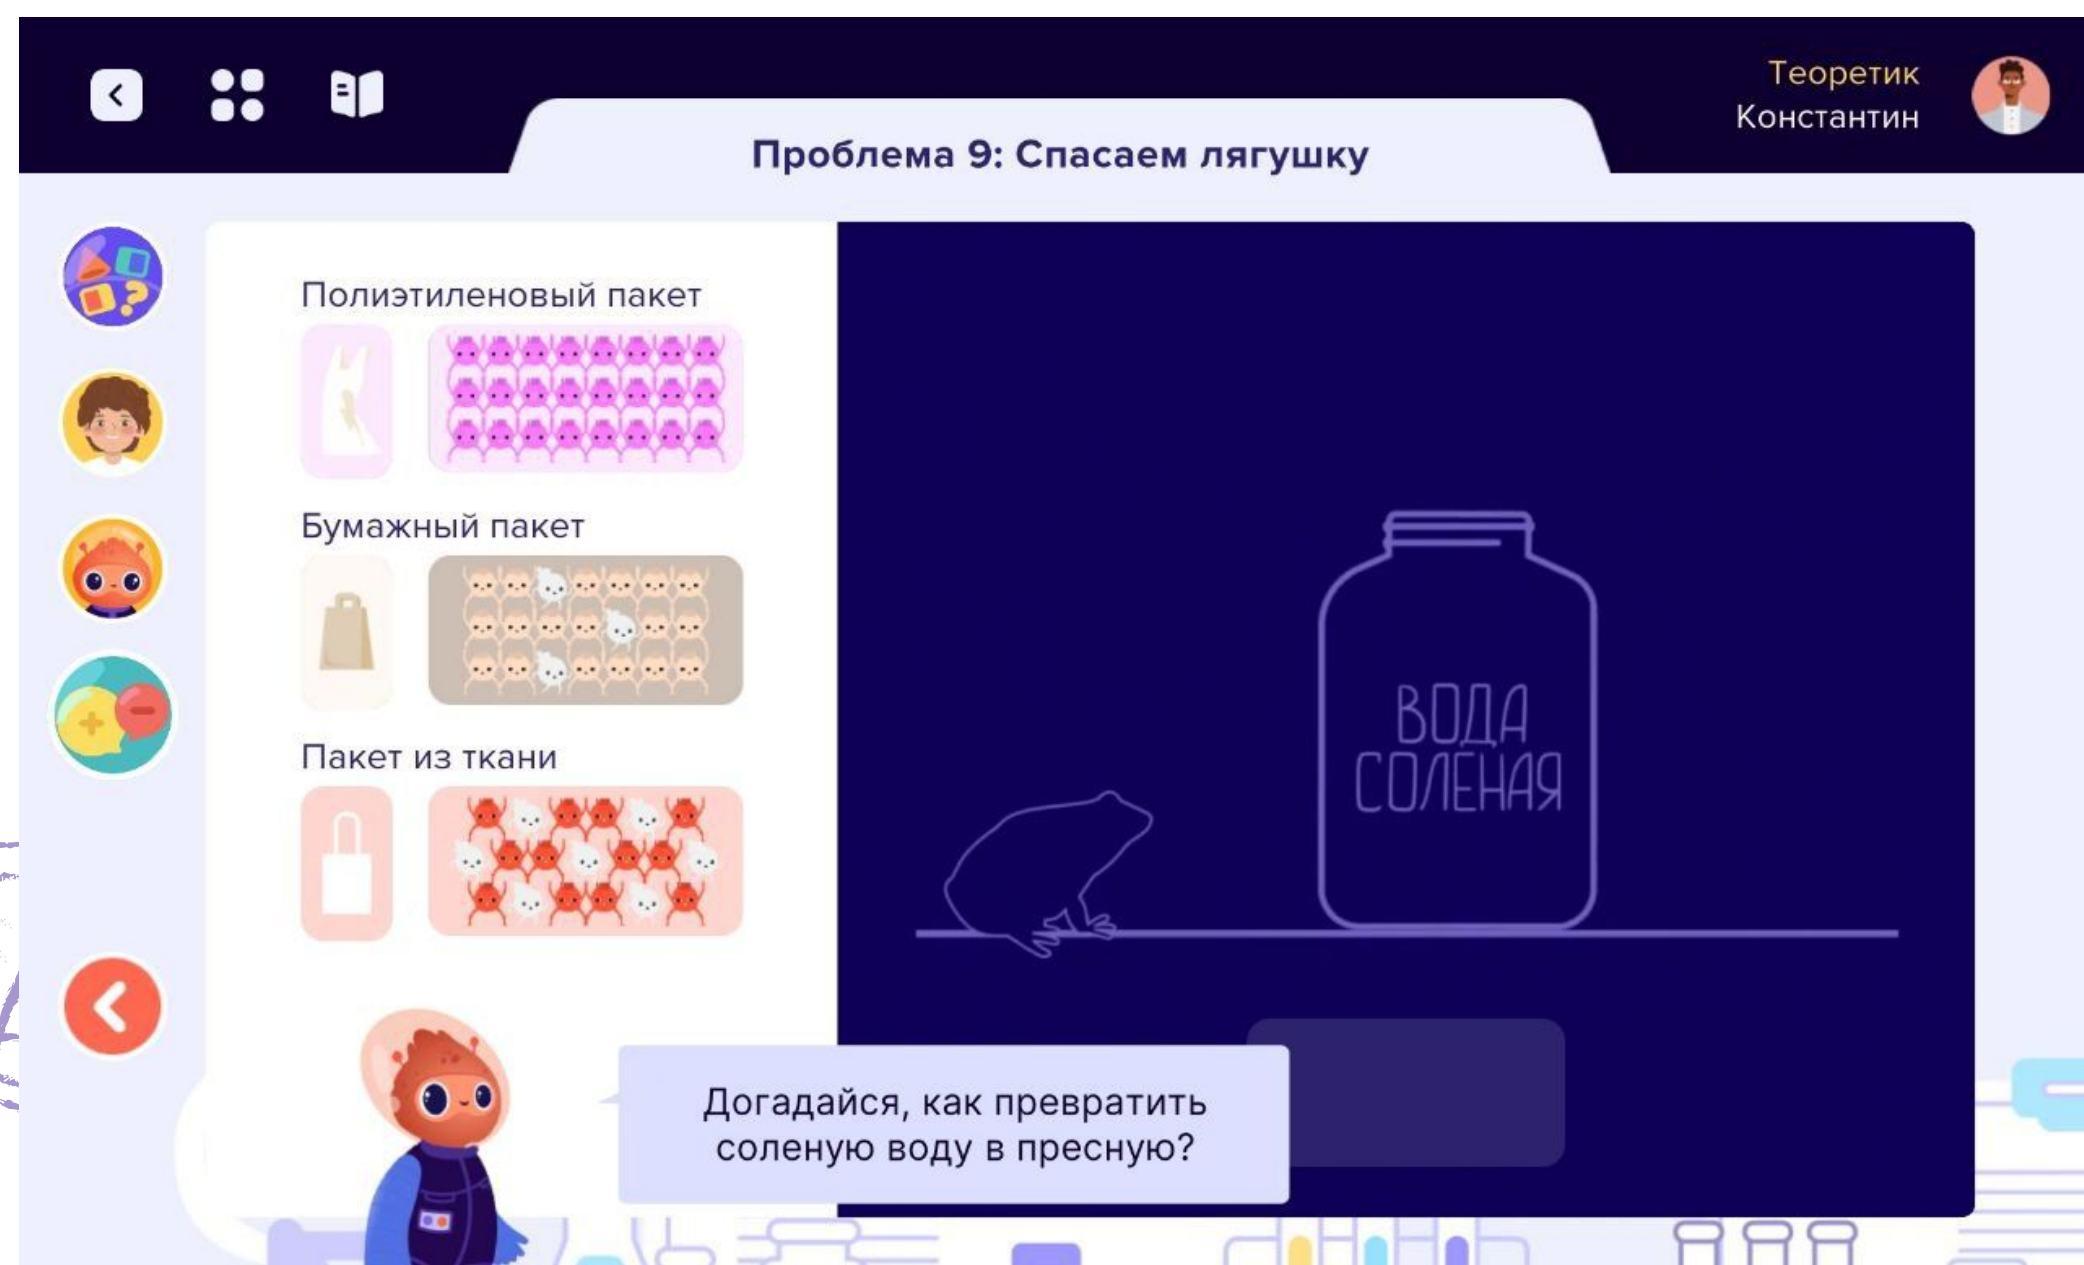 Теоретик
Константин
Проблема 9: Спасаем лягушку
Полиэтиленовый пакет
Бумажный пакет
Пакет из ткани
ВОДА
СОЛЁНАЯ
Догадайся, как превратить
соленую воду в пресную?